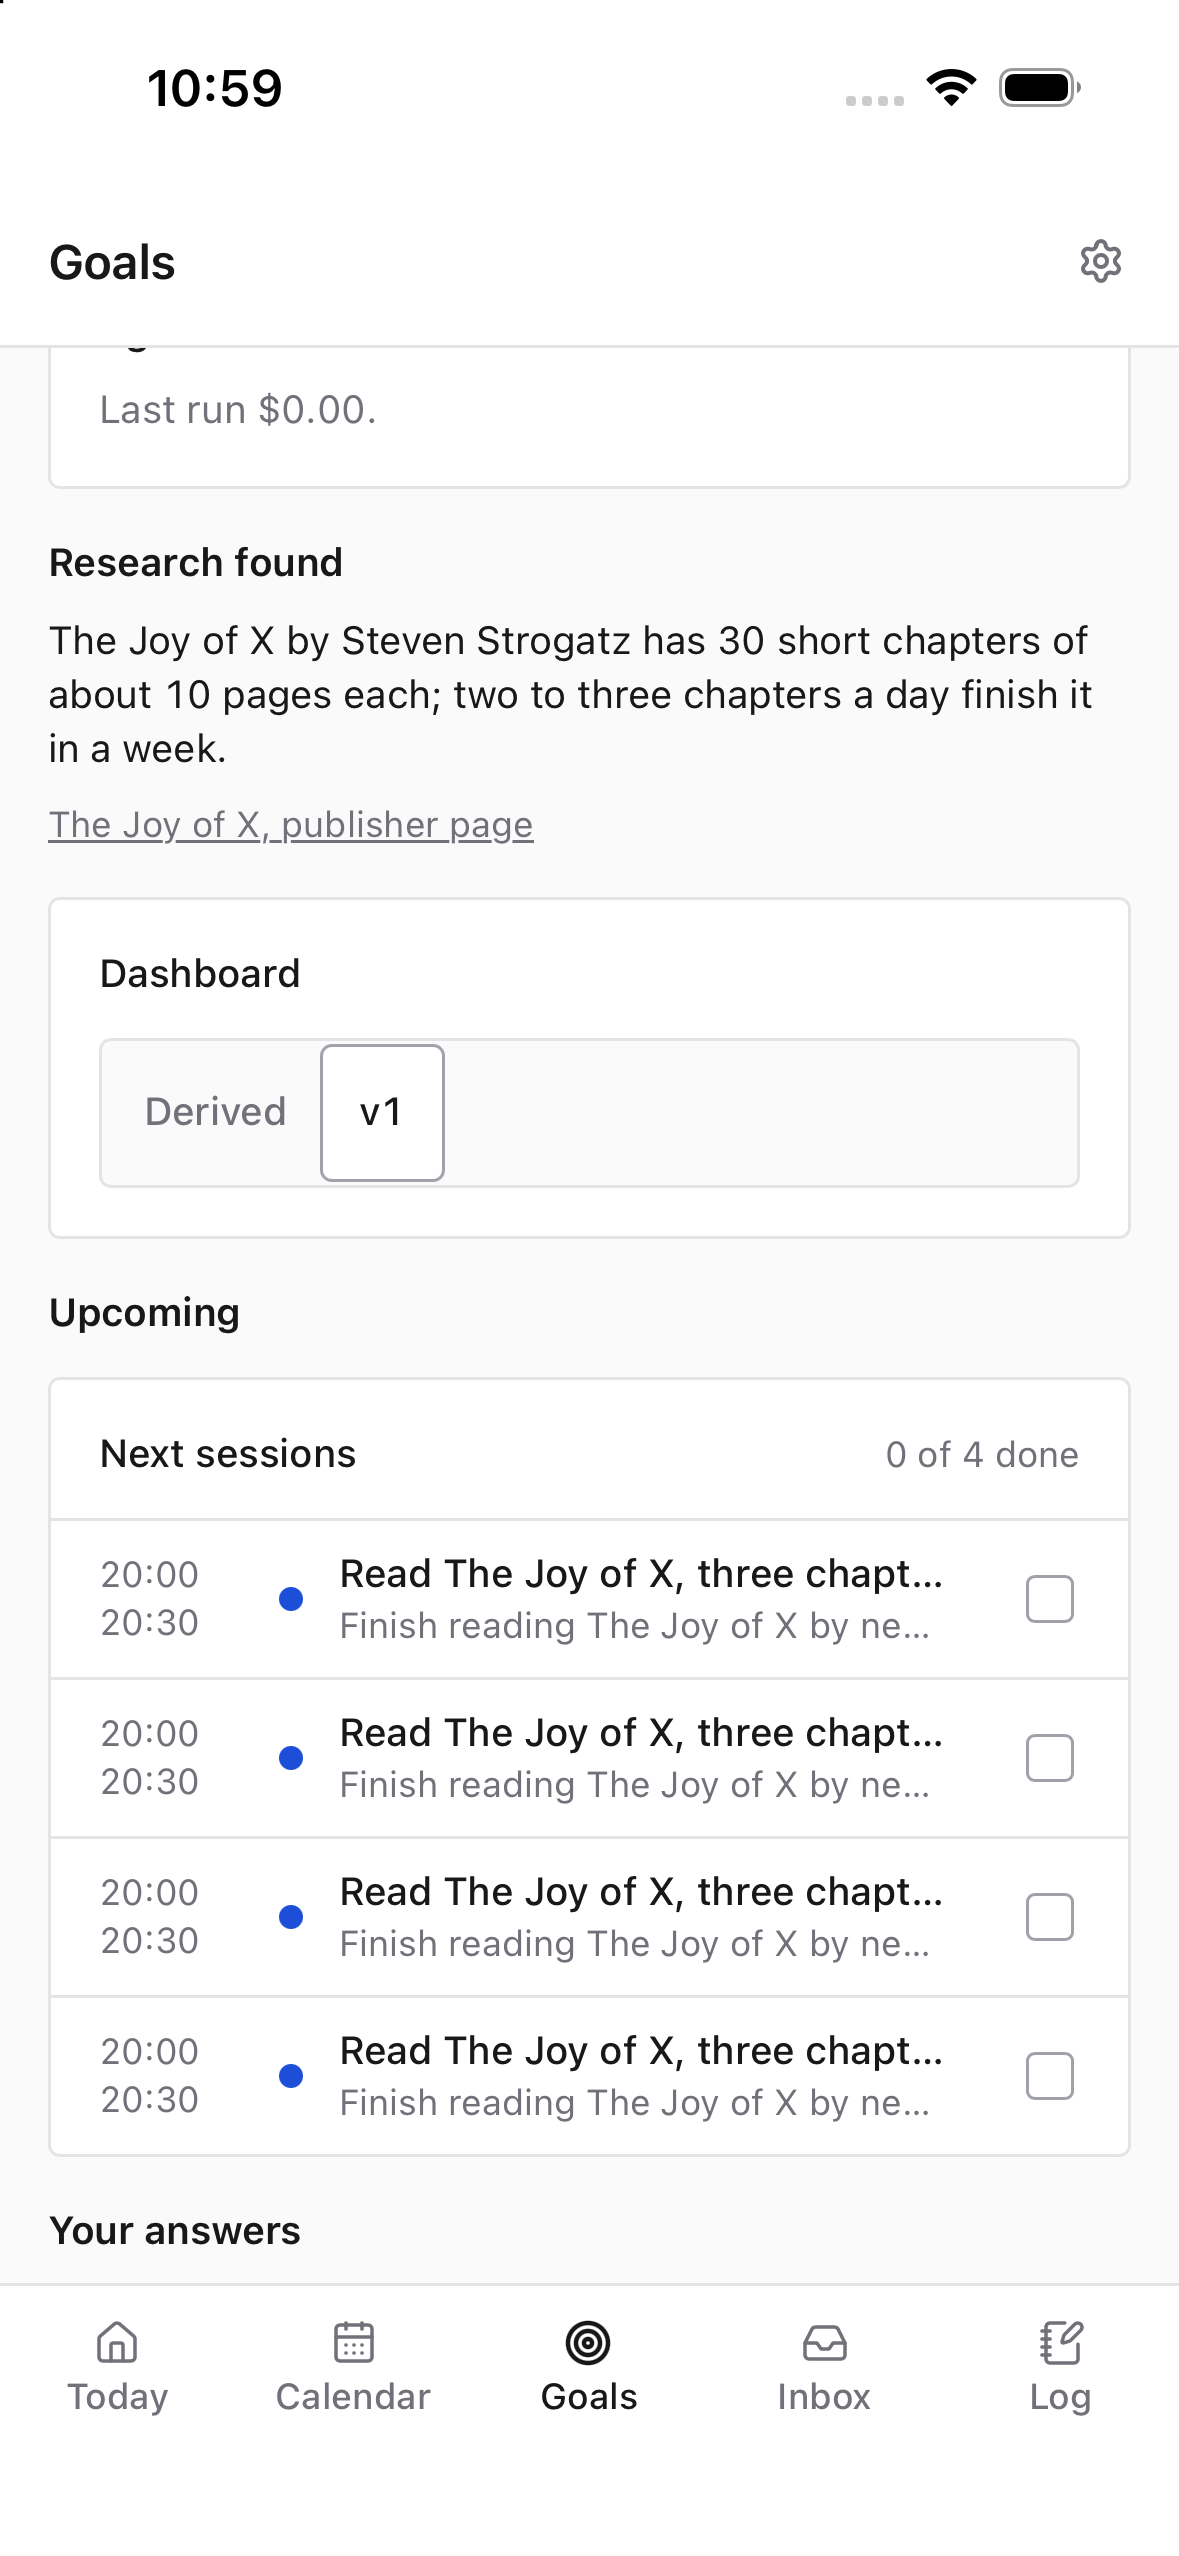 10:59
Goals
Last run $0.00.
Research found
The Joy of X by Steven Strogatz has 30 short chapters of
about 10 pages each; two to three chapters a day finish it
in a week.
The Joy of X, publisher page
Dashboard
Derived v1
Upcoming
Next sessions 0 of 4 done
20:00 Read The Joy of X, three chapt...
20:30 Finish reading The Joy of X by ne...
20:00 Read The Joy of X, three chapt...
20:30 Finish reading The Joy of X by ne...
20:00 Read The Joy of X, three chapt...
20:30 Finish reading The Joy of X by ne...
20:00 Read The Joy of X, three chapt...
20:30 Finish reading The Joy of X by ne...
Your answers
Today Calendar Goals Inbox Log